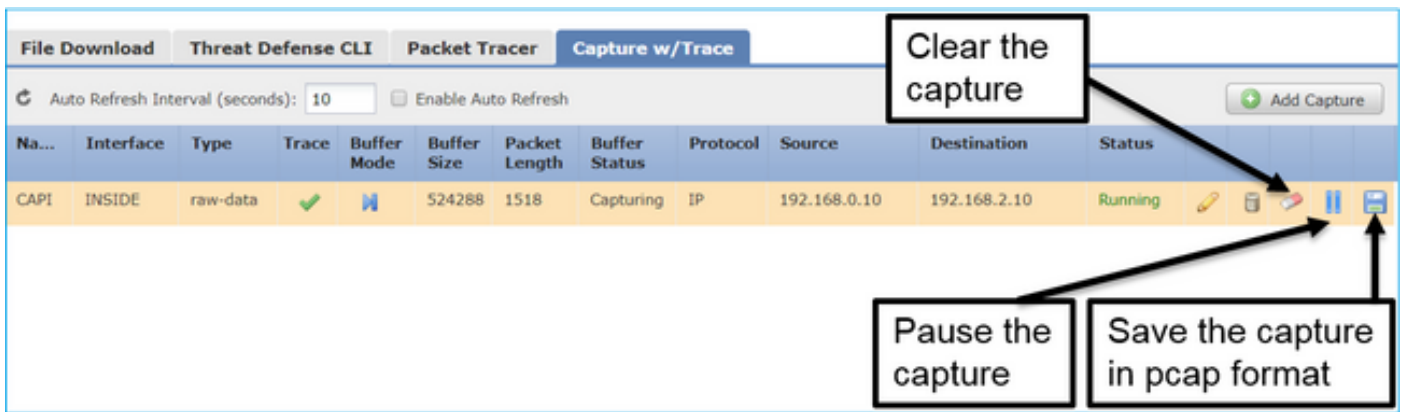 File Download Threat Defense CLI Packet Tracer Capture w/Trace
Clear the
capture
Auto Refresh Interval (seconds): 10 Enable Auto Refresh Add Capture
Na... Interface Type Trace Buffer Mode Buffer Size Packet Length Buffer Status Protocol Source Destination Status
CAPI INSIDE raw-data 524288 1518 Capturing IP 192.168.0.10 192.168.2.10 Running
Pause the
capture
Save the capture
in pcap format